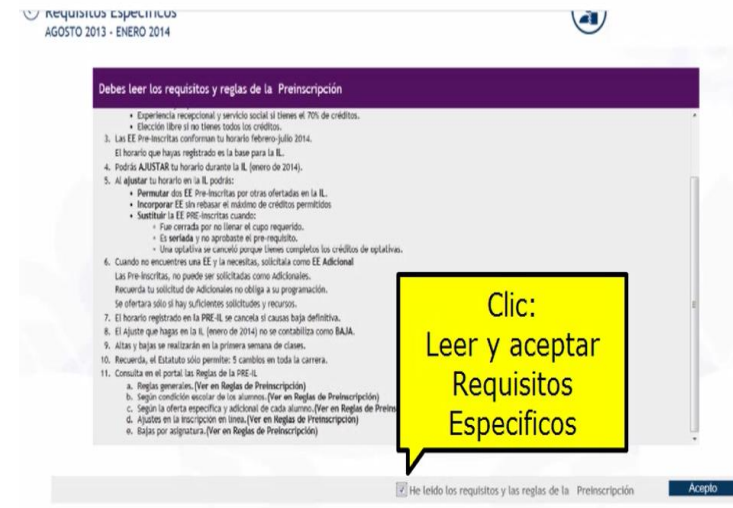 Requisitos Específicos
AGOSTO 2013 - ENERO 2014
Debes leer los requisitos y reglas de la Preinscripción
• Experiencia recepcional y servicio social si tienes el 70% de créditos.
• Elección libre si no tienes todos los créditos.
3. Las EE Pre-Inscritas conforman tu horario febrero-julio 2014.
El horario que hayas registrado es la base para la IL.
4. Podrás AJUSTAR tu horario durante la IL (enero de 2014).
5. Al ajustar tu horario en la IL podrás:
• Permutar dos EE Pre-Inscritas por otras ofertadas en la IL.
• Incorporar EE sin rebasar el máximo de créditos permitidos
• Sustituir la EE PRE-Inscritas cuando:
◦ Fue cerrada por no llenar el cupo requerido.
◦ Es seriada y no aprobaste el pre-requisito.
◦ Una optativa se canceló porque tienes completos los créditos de optativas.
6. Cuando no encuentres una EE y la necesitas, solicítala como EE Adicional
Las Pre-Inscritas, no puede ser solicitadas como Adicionales.
Recuerda tu solicitud de Adicionales no obliga a su programación.
Se ofertara sólo si hay suficientes solicitudes y recursos.
7. El horario registrado en la PRE-IL se cancela si causas baja definitiva.
8. El Ajuste que hagas en la IL (enero de 2014) no se contabiliza como BAJA.
9. Altas y bajas se realizarán en la primera semana de clases.
10. Recuerda, el Estatuto sólo permite: 5 cambios en toda la carrera.
11. Consulta en el portal las Reglas de la PRE-IL
a. Reglas generales.(Ver en Reglas de Preinscripción)
b. Según condición escolar de los alumnos.(Ver en Reglas de Preinscripción)
c. Según la oferta específica y adicional de cada alumno.(Ver en Reglas de Preins
d. Ajustes en la inscripción en línea.(Ver en Reglas de Preinscripción)
e. Bajas por asignatura.(Ver en Reglas de Preinscripción)
Clic:
Leer y aceptar
Requisitos
Especificos
He leído los requisitos y las reglas de la Preinscripción
Acepto